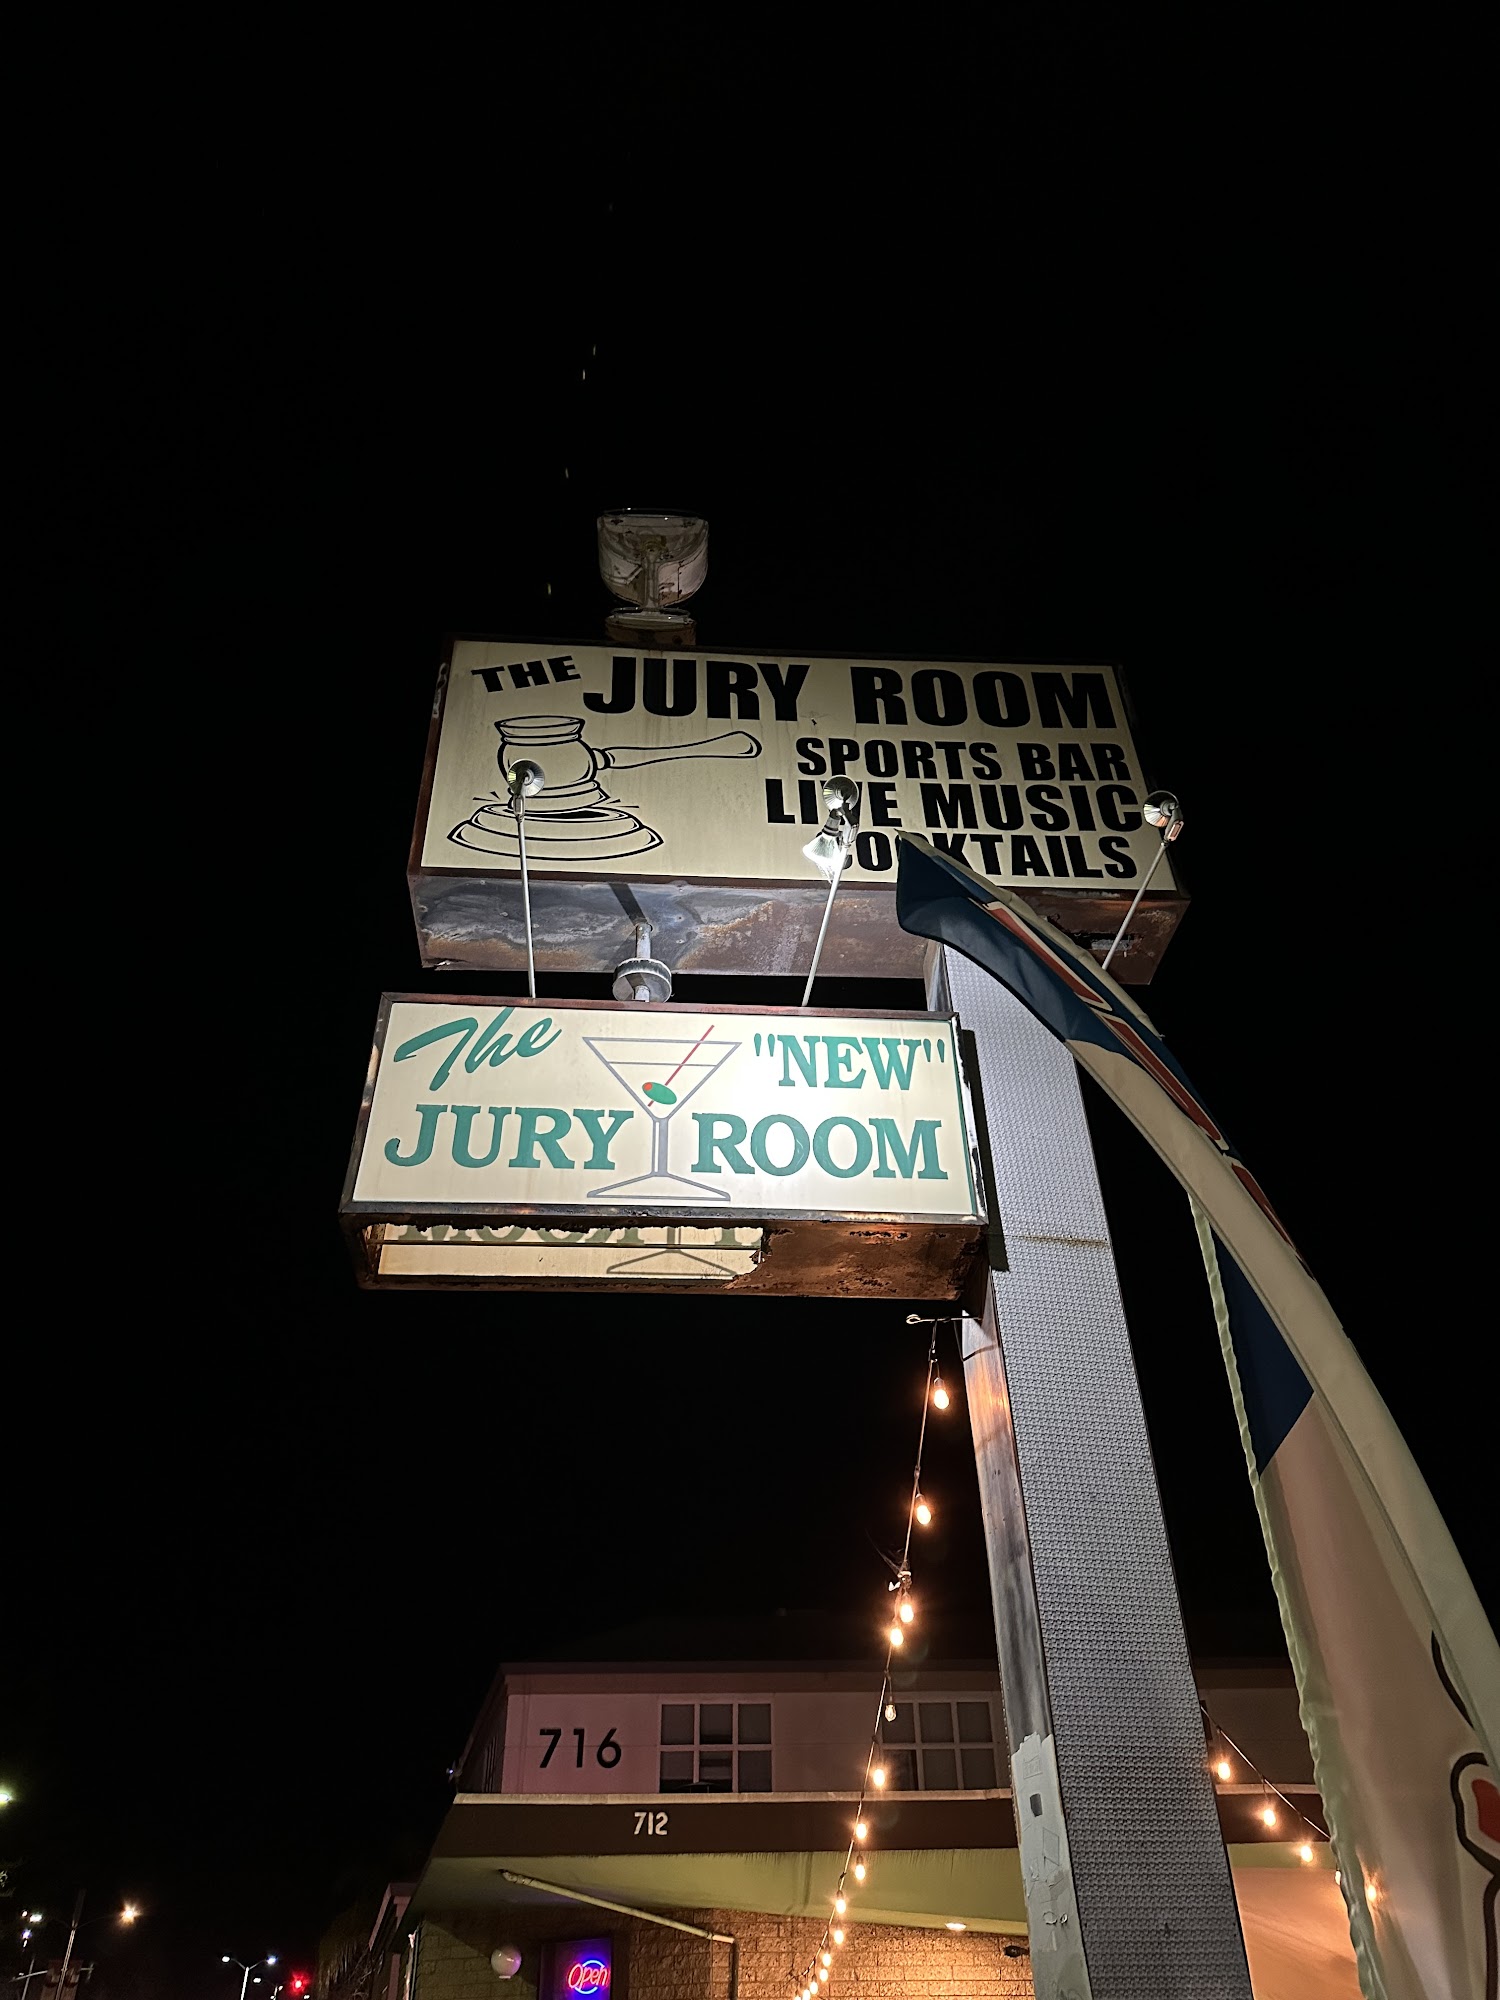 THE JURY ROOM
SPORTS BAR
LIVE MUSIC
COCKTAILS
The "NEW"
JURY ROOM
716
712
Open